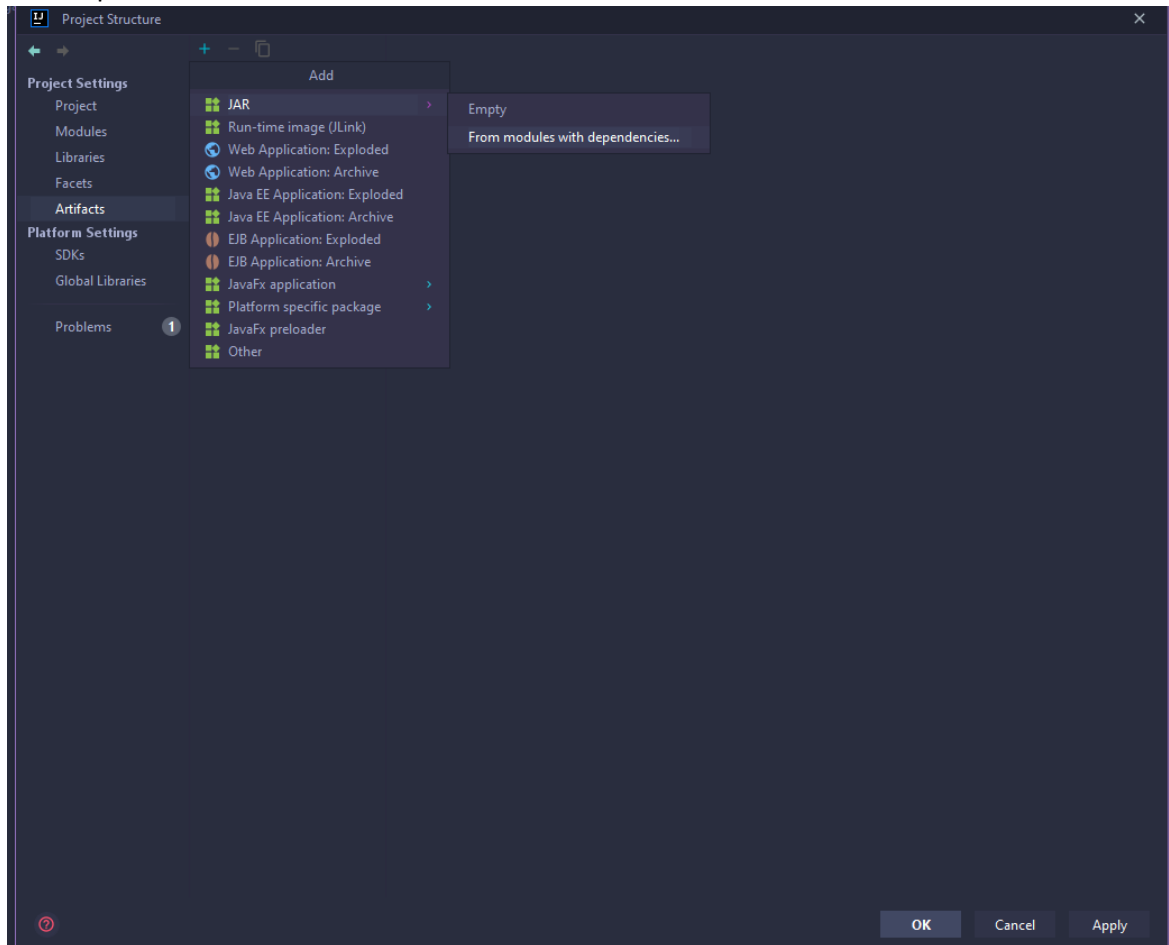 IJ Project Structure
Project Settings
Project
Modules
Libraries
Facets
Artifacts
Platform Settings
SDKs
Global Libraries
Problems 1
Add
JAR
Run-time image (JLink)
Web Application: Exploded
Web Application: Archive
Java EE Application: Exploded
Java EE Application: Archive
EJB Application: Exploded
EJB Application: Archive
JavaFx application
Platform specific package
JavaFx preloader
Other
Empty
From modules with dependencies...
OK Cancel Apply